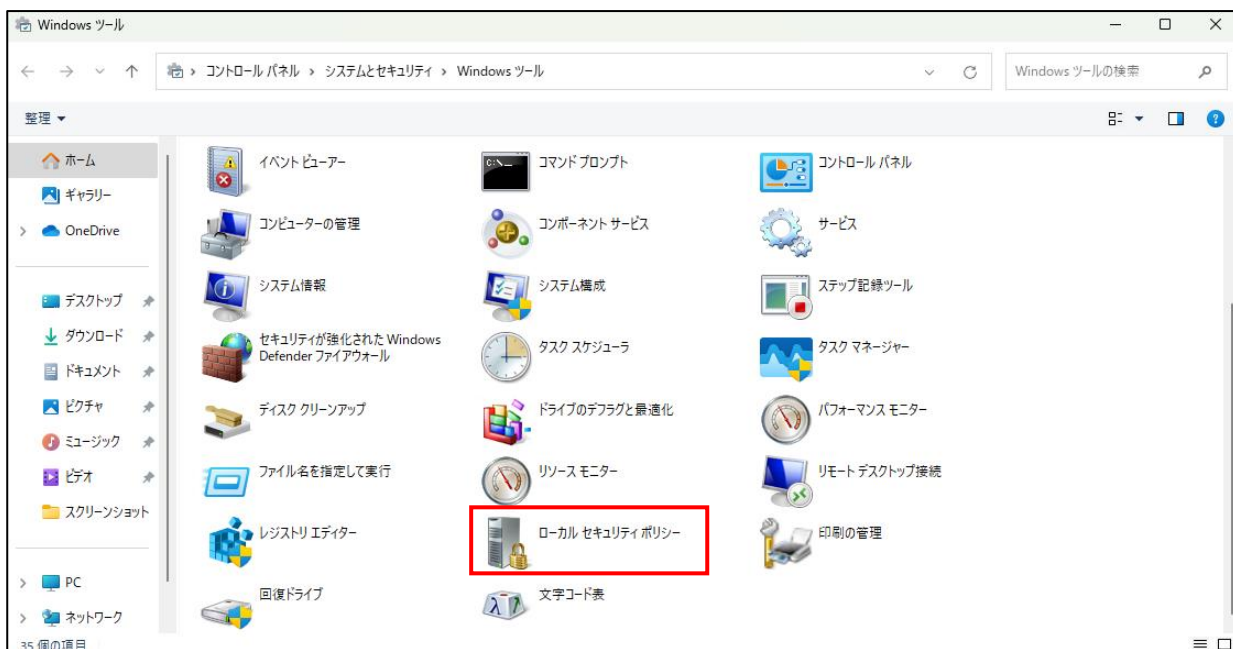 Windows ツール
コントロール パネル > システムとセキュリティ > Windows ツール
Windows ツールの検索
整理
ホーム
ギャラリー
OneDrive
デスクトップ
ダウンロード
ドキュメント
ピクチャ
ミュージック
ビデオ
スクリーンショット
PC
ネットワーク
イベント ビューアー
コマンド プロンプト
C:\_
コントロール パネル
コンピューターの管理
コンポーネント サービス
サービス
システム情報
システム構成
ステップ記録ツール
セキュリティが強化された Windows
Defender ファイアウォール
タスク スケジューラ
タスク マネージャー
ディスク クリーンアップ
ドライブのデフラグと最適化
パフォーマンス モニター
ファイル名を指定して実行
リソース モニター
リモート デスクトップ接続
レジストリ エディター
ローカル セキュリティ ポリシー
印刷の管理
回復ドライブ
文字コード表
35 個の項目